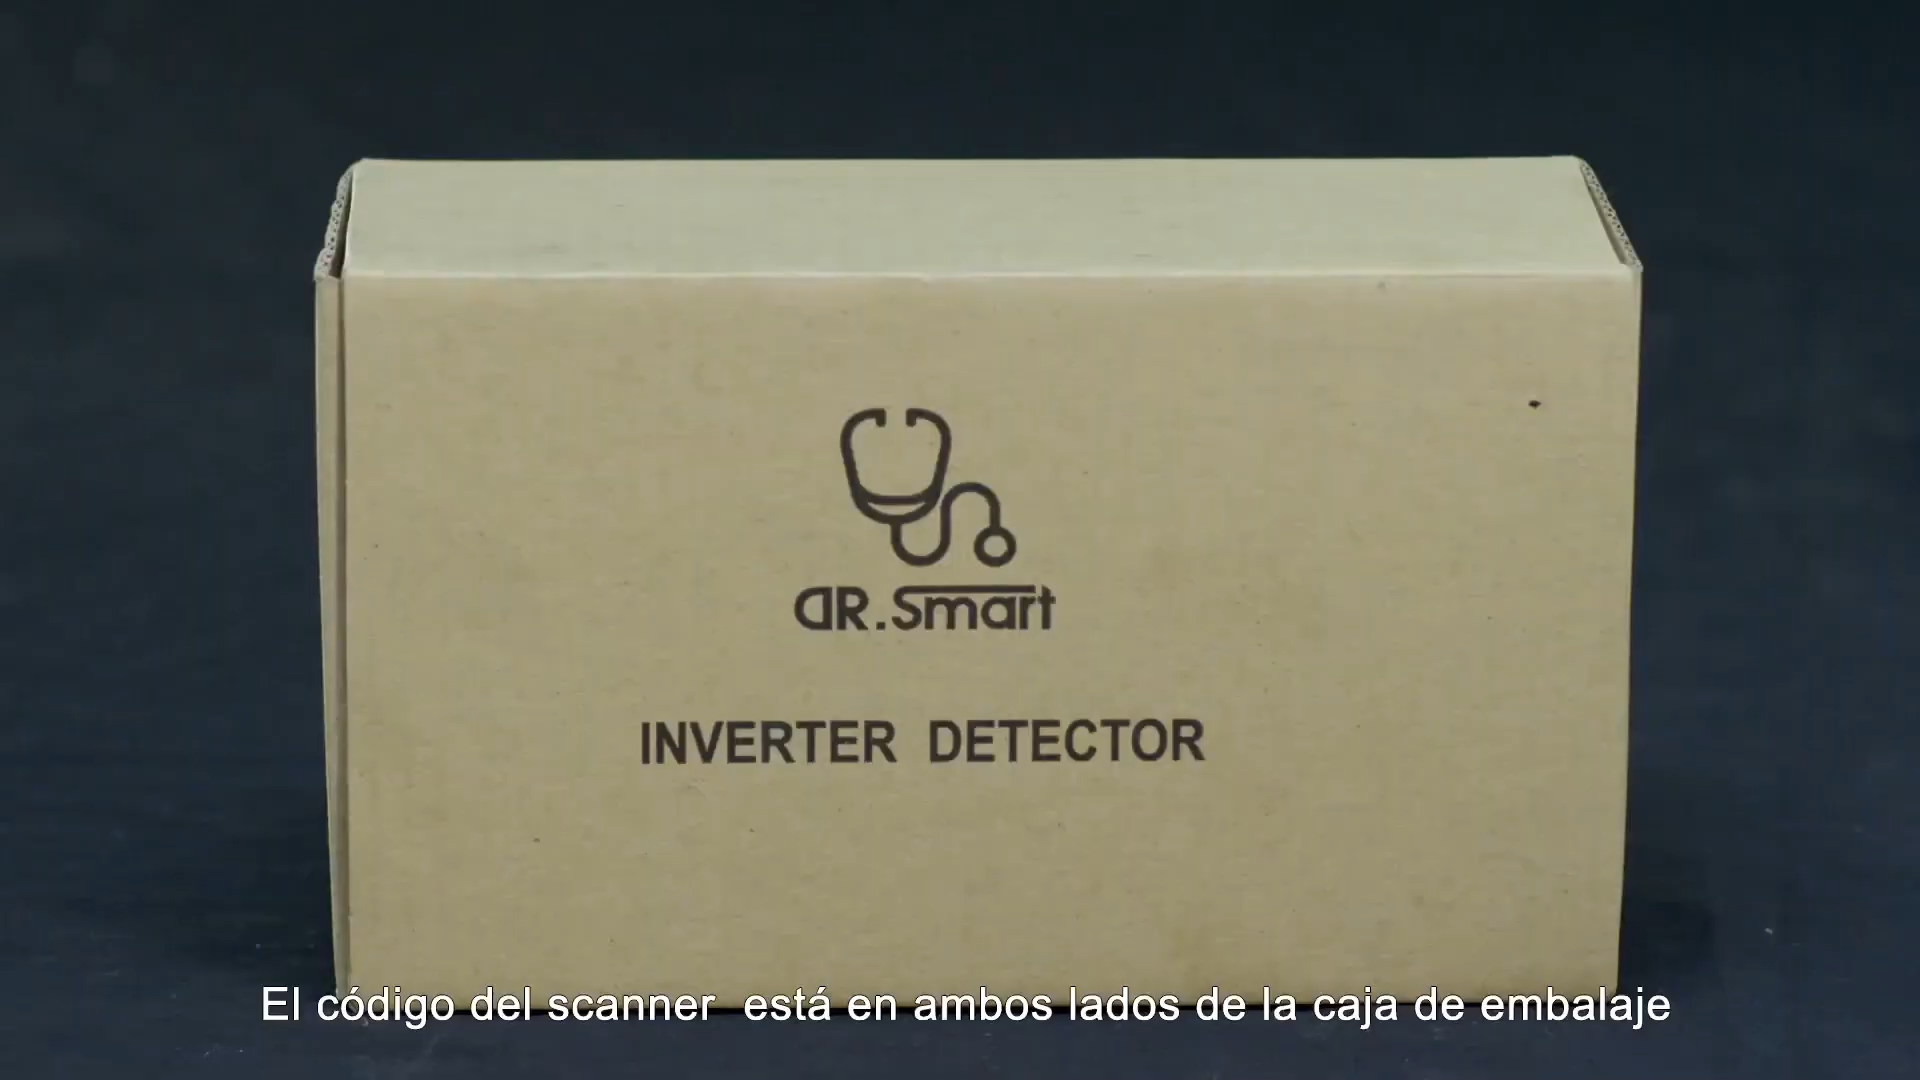 DR.Smart
INVERTER DETECTOR
El código del scanner está en ambos lados de la caja de embalaje